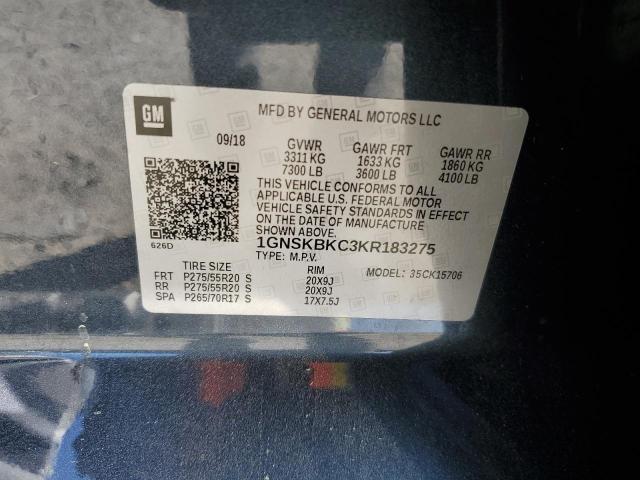 GM
MFD BY GENERAL MOTORS LLC
09/18 GVWR GAWR FRT GAWR RR
3311 KG 1633 KG 1860 KG
7300 LB 3600 LB 4100 LB
THIS VEHICLE CONFORMS TO ALL
APPLICABLE U.S. FEDERAL MOTOR
VEHICLE SAFETY STANDARDS IN EFFECT
ON THE DATE OF MANUFACTURE
SHOWN ABOVE.
626D
1GNSKBKC3KR183275
TYPE: M.P.V. MODEL: 35CK15706
TIRE SIZE RIM
FRT P275/55R20 S 20X9J
RR P275/55R20 S 20X9J
SPA P265/70R17 S 17X7.5J